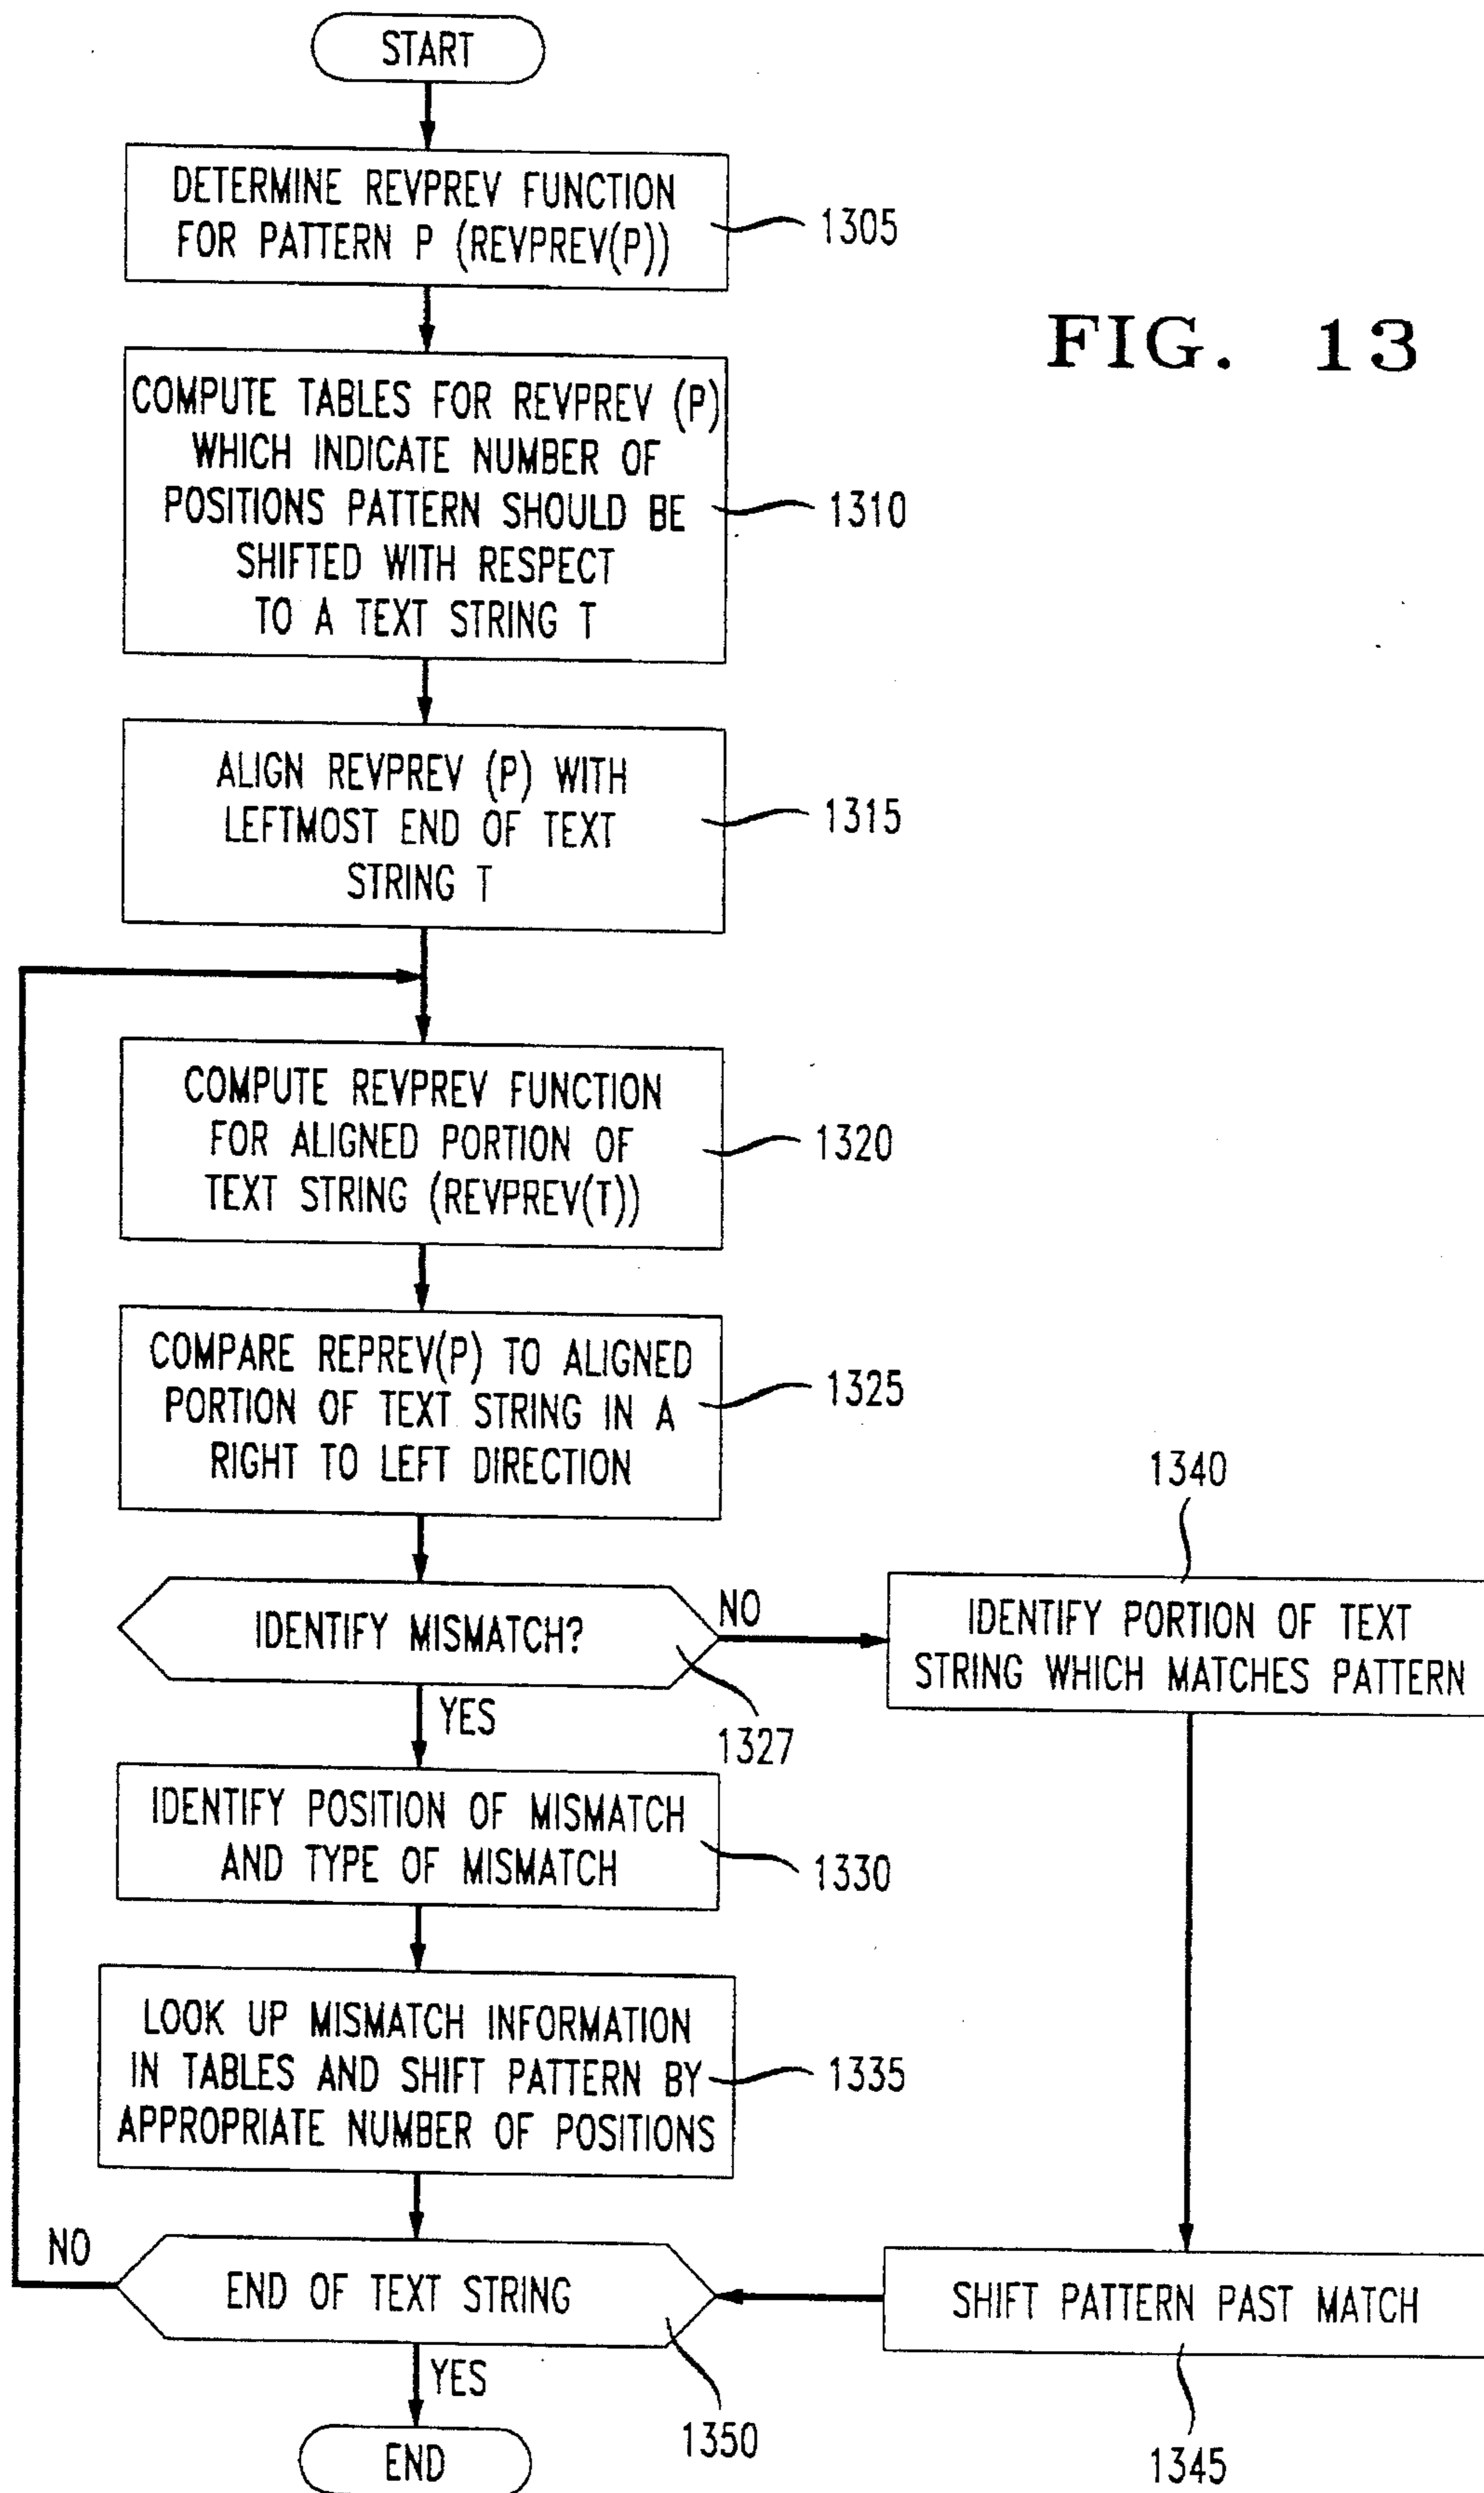 START
DETERMINE REVPREV FUNCTION
FOR PATTERN P (REVPREV(P))
1305
FIG. 13
COMPUTE TABLES FOR REVPREV (P)
WHICH INDICATE NUMBER OF
POSITIONS PATTERN SHOULD BE
SHIFTED WITH RESPECT
TO A TEXT STRING T
1310
ALIGN REVPREV (P) WITH
LEFTMOST END OF TEXT
STRING T
1315
COMPUTE REVPREV FUNCTION
FOR ALIGNED PORTION OF
TEXT STRING (REVPREV(T))
1320
COMPARE REPREV(P) TO ALIGNED
PORTION OF TEXT STRING IN A
RIGHT TO LEFT DIRECTION
1325
IDENTIFY MISMATCH?
NO
YES
1327
1340
IDENTIFY PORTION OF TEXT
STRING WHICH MATCHES PATTERN
IDENTIFY POSITION OF MISMATCH
AND TYPE OF MISMATCH
1330
LOOK UP MISMATCH INFORMATION
IN TABLES AND SHIFT PATTERN BY
APPROPRIATE NUMBER OF POSITIONS
1335
NO
END OF TEXT STRING
SHIFT PATTERN PAST MATCH
YES
1350
1345
END